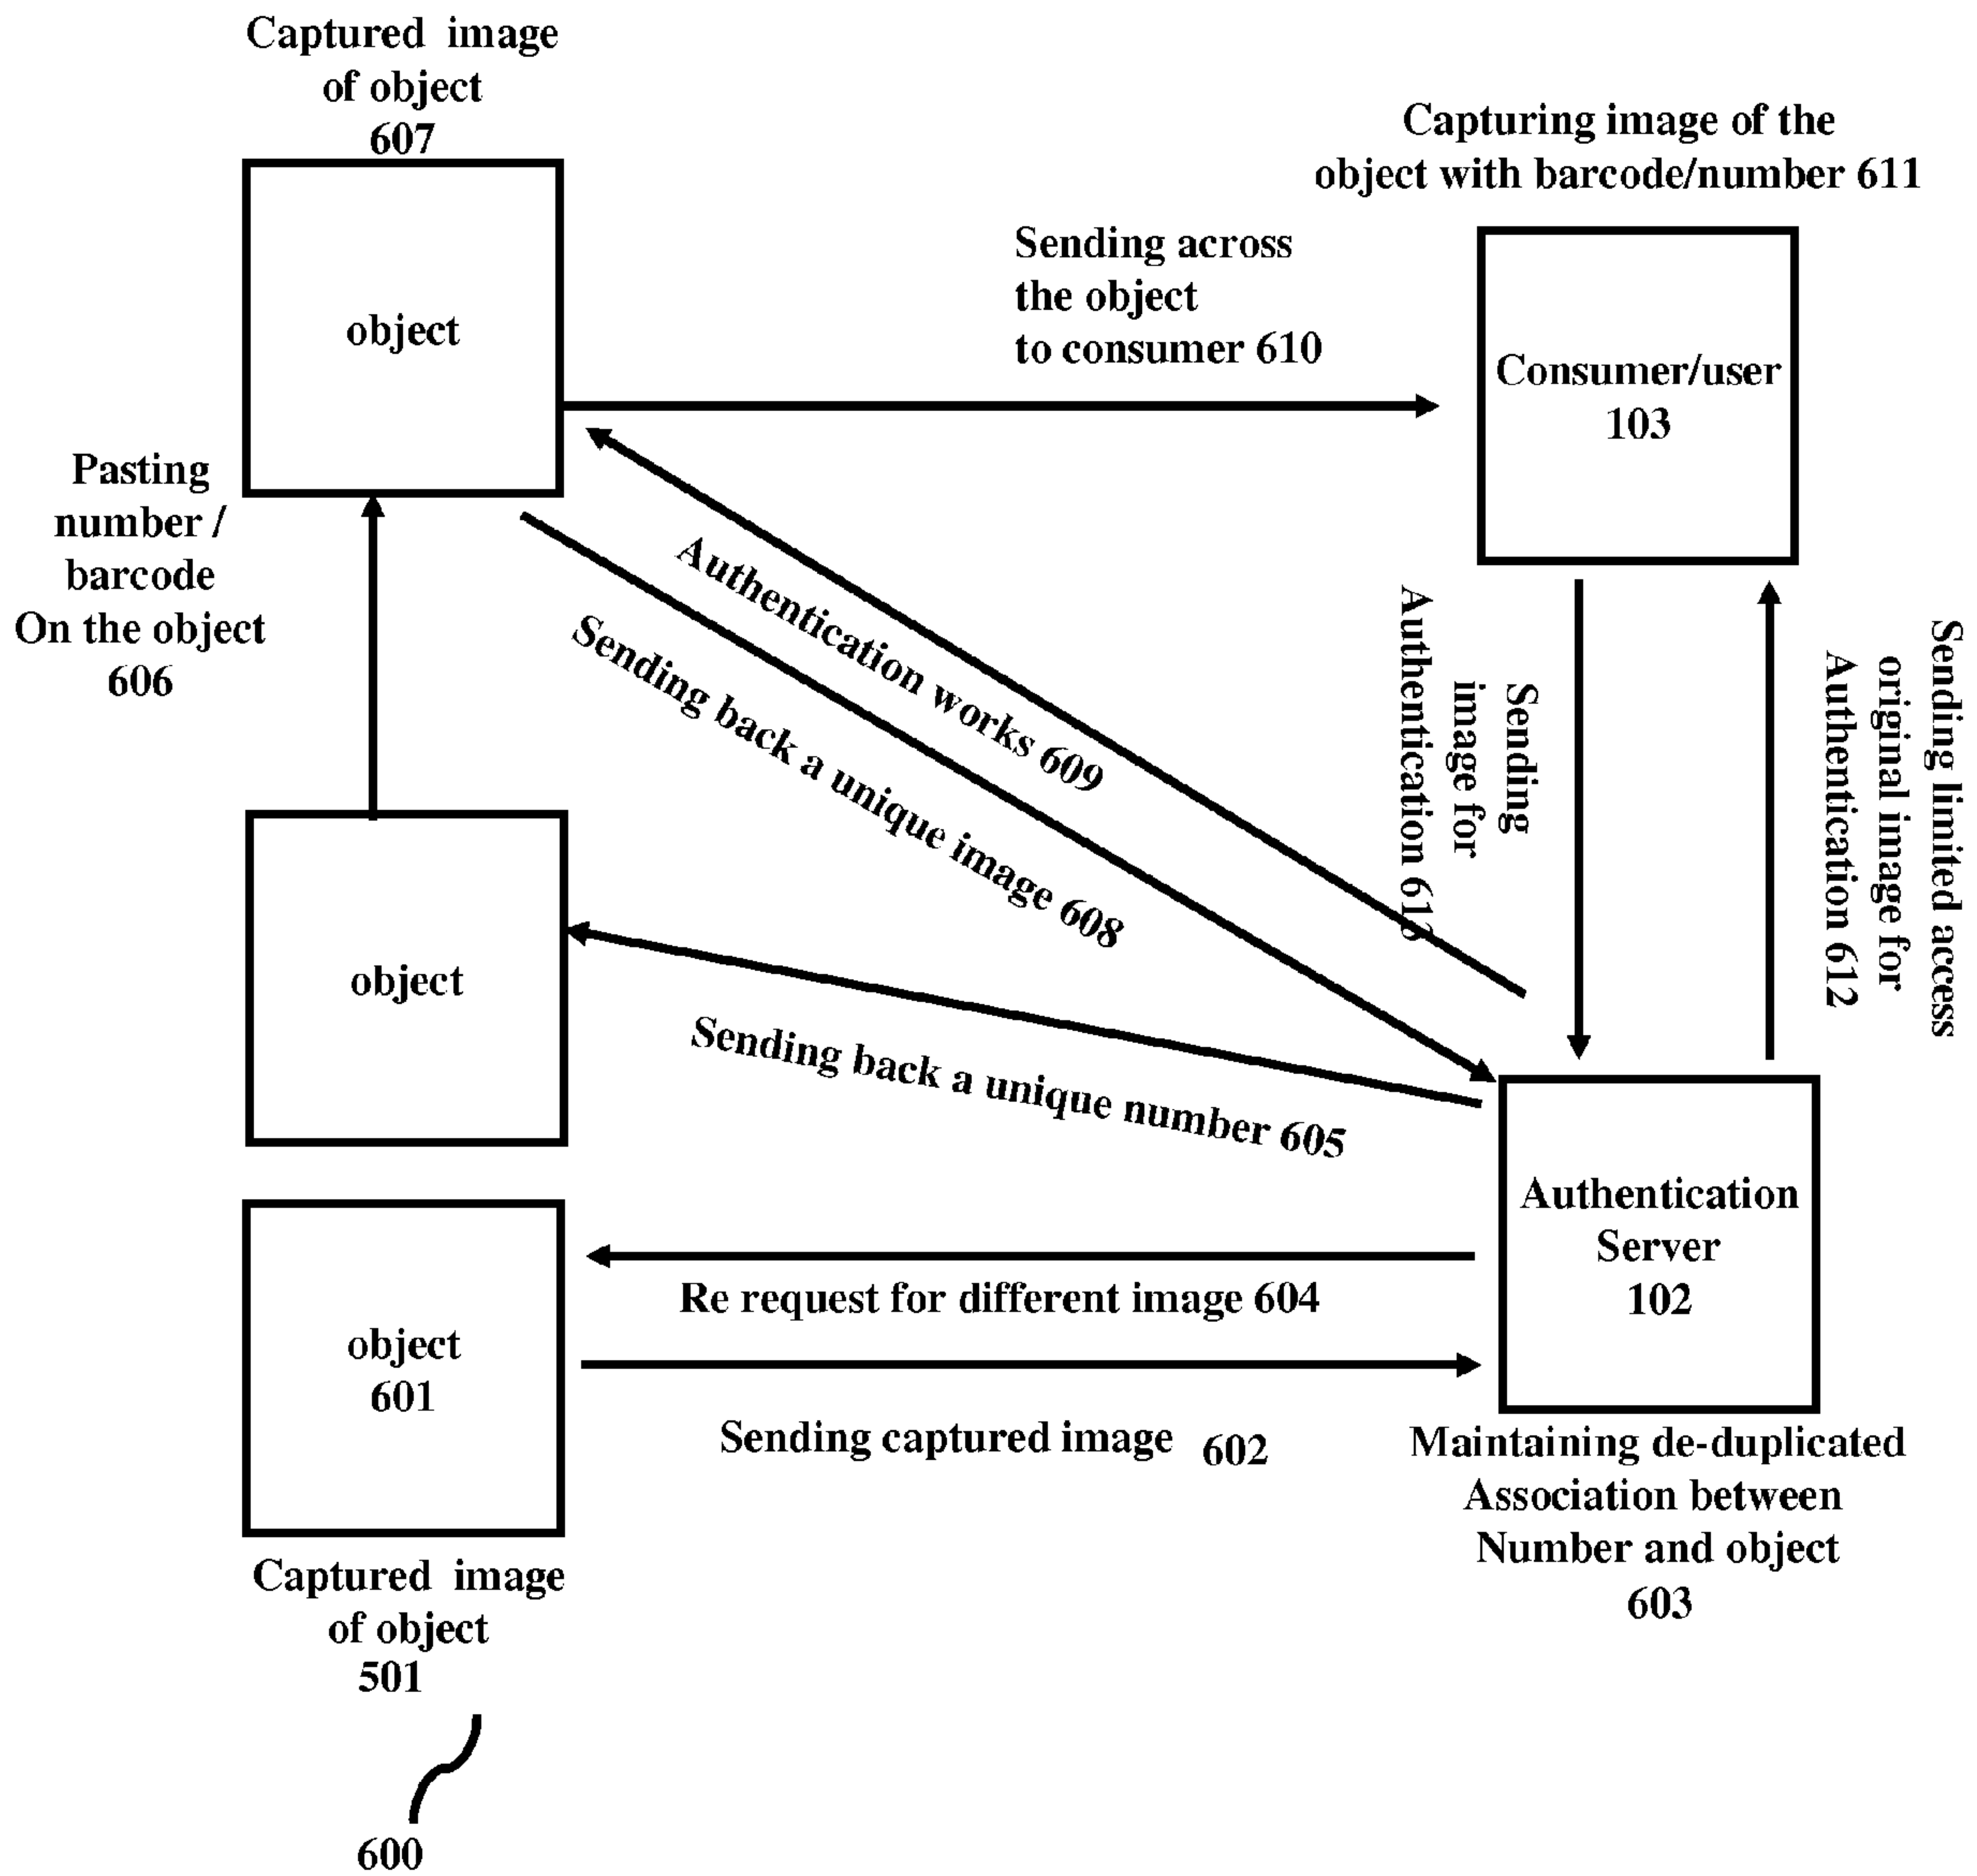 Captured image
of object
607
object
Capturing image of the
object with barcode/number 611
Sending across
the object
to consumer 610
Consumer/user
103
Pasting
number /
barcode
On the object
606
Authentication works 609
Sending back a unique image 608
Sending
image for
Authentication 613
Sending limited access
original image for
Authentication 612
object
Sending back a unique number 605
Authentication
Server
102
Re request for different image 604
object
601
Sending captured image 602
Maintaining de-duplicated
Association between
Number and object
603
Captured image
of object
501
600